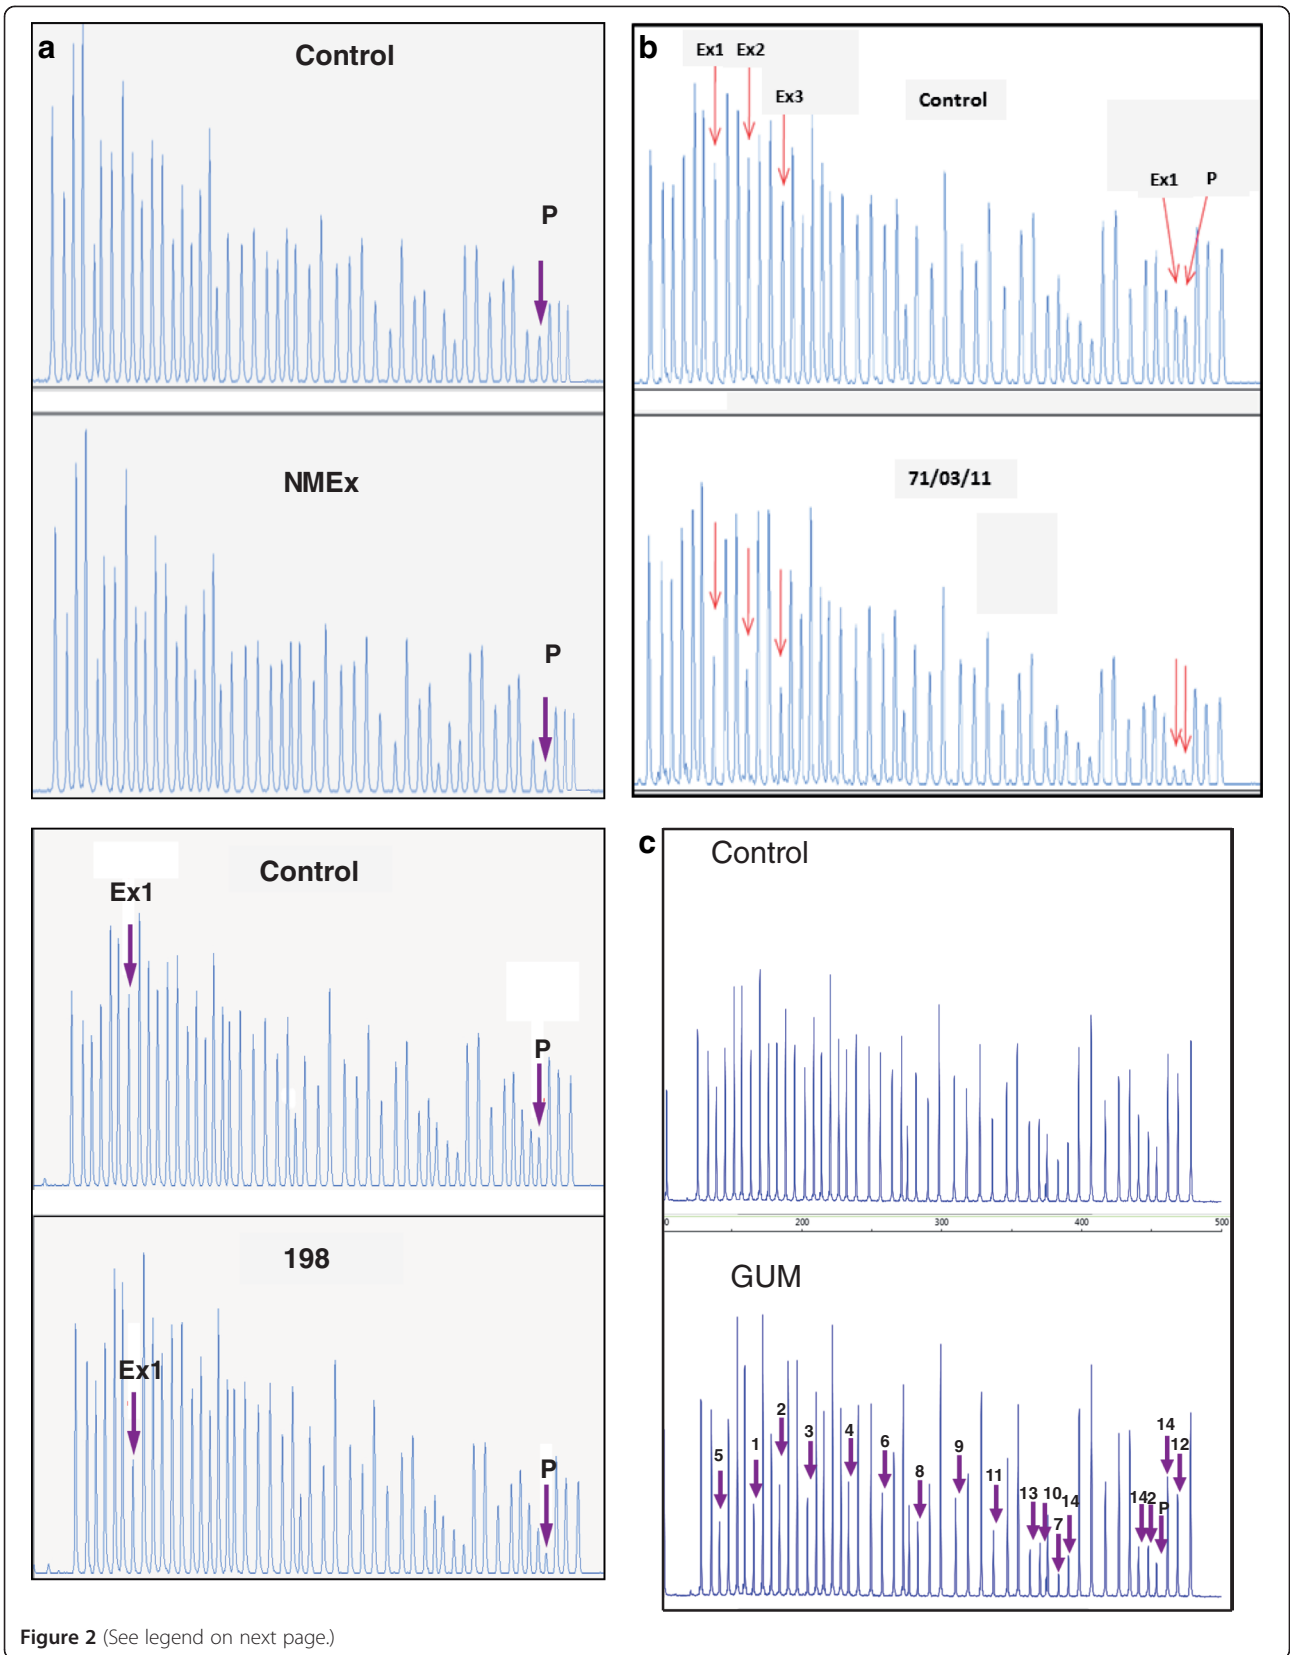 a
Control
P
NMEx
P
b
Ex1 Ex2
Ex3
Control
Ex1 P
71/03/11
Control
Ex1
P
198
Ex1
P
c
Control
0 200 300 400 500
GUM
5 1 2 3 4 6 8 9 11 13 10 7 14 14 2 P 14 12
Figure 2 (See legend on next page.)